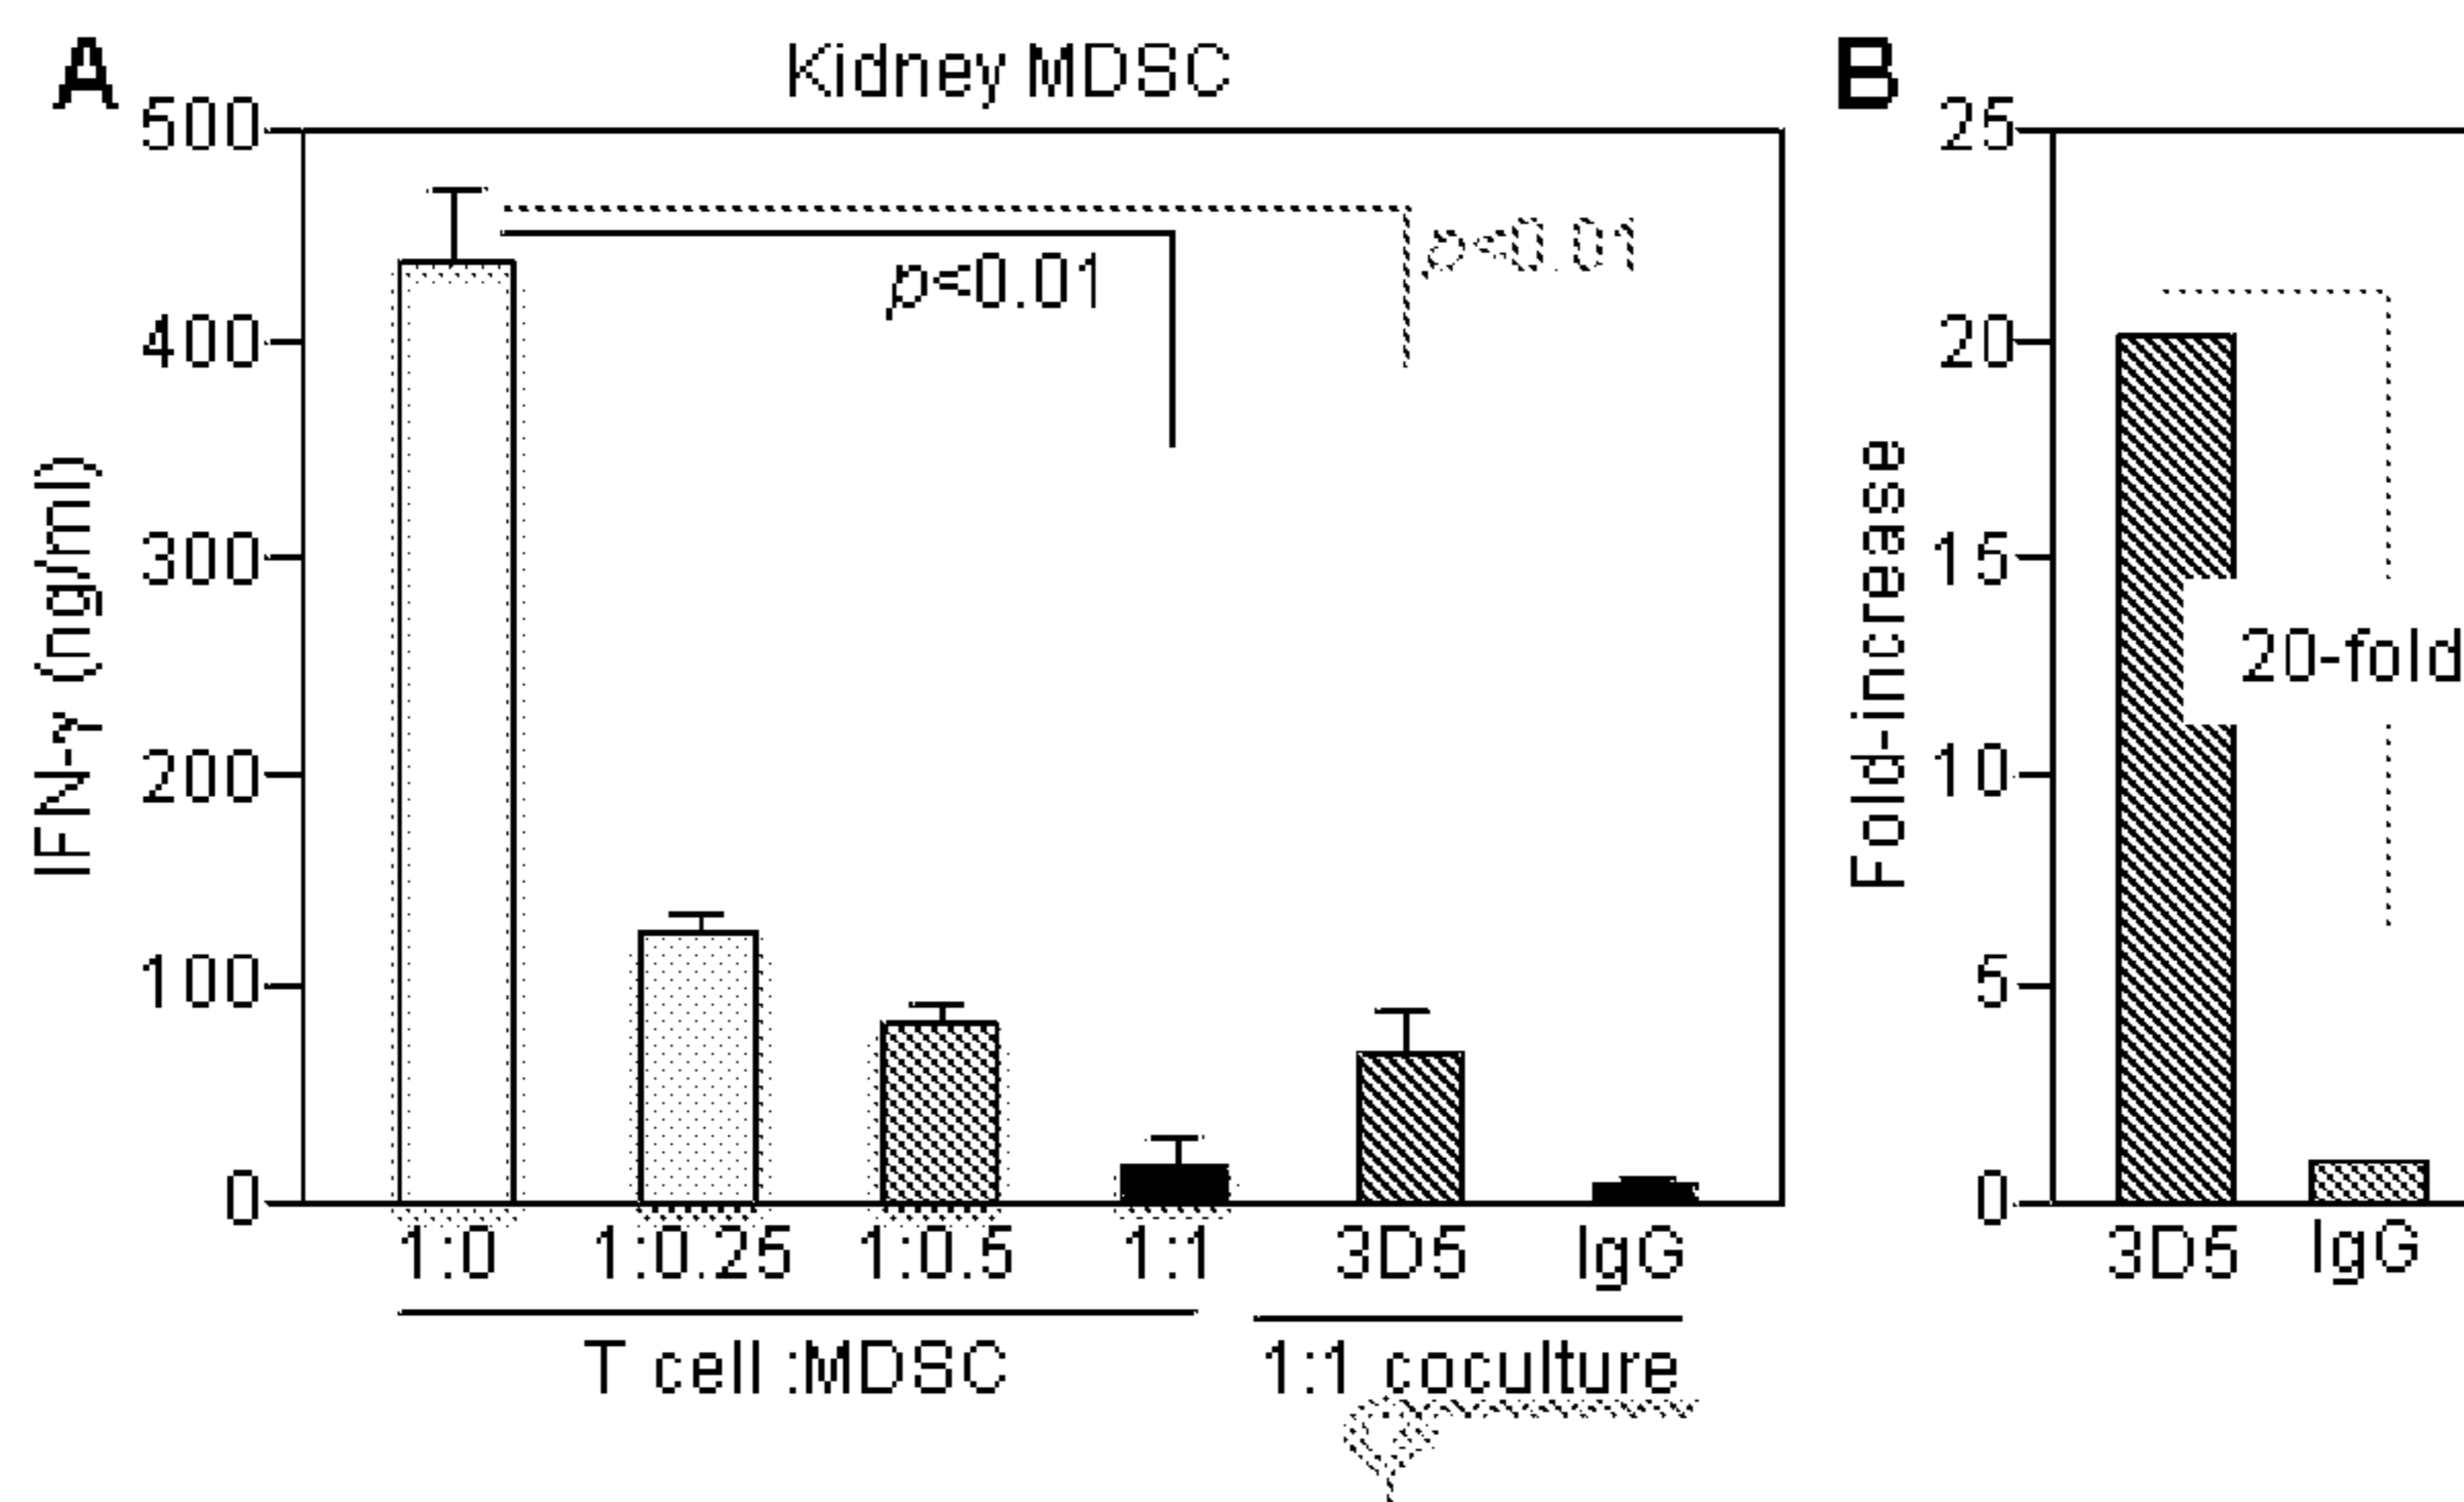 A
Kidney MDSC
IFN-γ (ng/ml)
500
400
300
200
100
0
p<0.01
p<0.01
1:0 1:0.25 1:0.5 1:1 3D5 IgG
T cell :MDSC
1:1 coculture
B
Fold-increase
25
20
15
10
5
0
20-fold
3D5 IgG